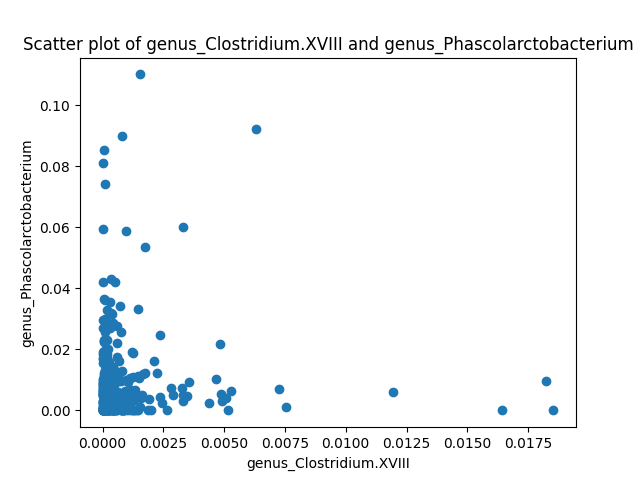 Scatter plot of genus_Clostridium.XVIII and genus_Phascolarctobacterium
genus_Phascolarctobacterium
0.10
0.08
0.06
0.04
0.02
0.00
0.0000 0.0025 0.0050 0.0075 0.0100 0.0125 0.0150 0.0175
genus_Clostridium.XVIII